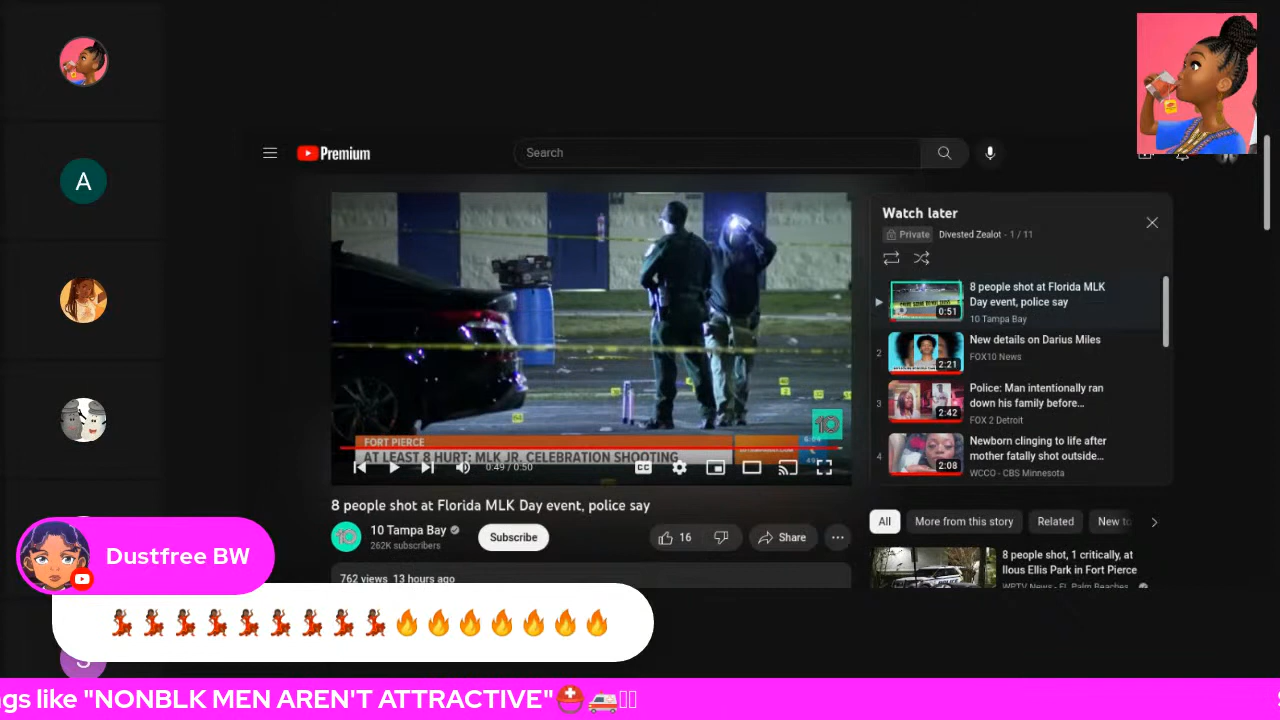 Premium
Search
A
Watch later
Private Divested Zealot - 1 / 11
8 people shot at Florida MLK
Day event, police say
10 Tampa Bay
0:51
2
New details on Darius Miles
FOX10 News
2:21
3
Police: Man intentionally ran
down his family before...
FOX 2 Detroit
2:42
4
Newborn clinging to life after
mother fatally shot outside...
WCCO - CBS Minnesota
2:08
10
FORT PIERCE
AT LEAST 8 HURT: MLK JR. CELEBRATION SHOOTING
0:49 / 0:50
CC
8 people shot at Florida MLK Day event, police say
10 Tampa Bay
262K subscribers
Subscribe
16
Share
762 views 13 hours ago
All
More from this story
Related
New to
8 people shot, 1 critically, at
Ilous Ellis Park in Fort Pierce
WPTV News - FL Palm Beaches
Dustfree BW
💃🏾💃🏾💃🏾💃🏾💃🏾💃🏾💃🏾💃🏾💃🏾🔥🔥🔥🔥🔥🔥🔥
gs like "NONBLK MEN AREN'T ATTRACTIVE"⛑🚑